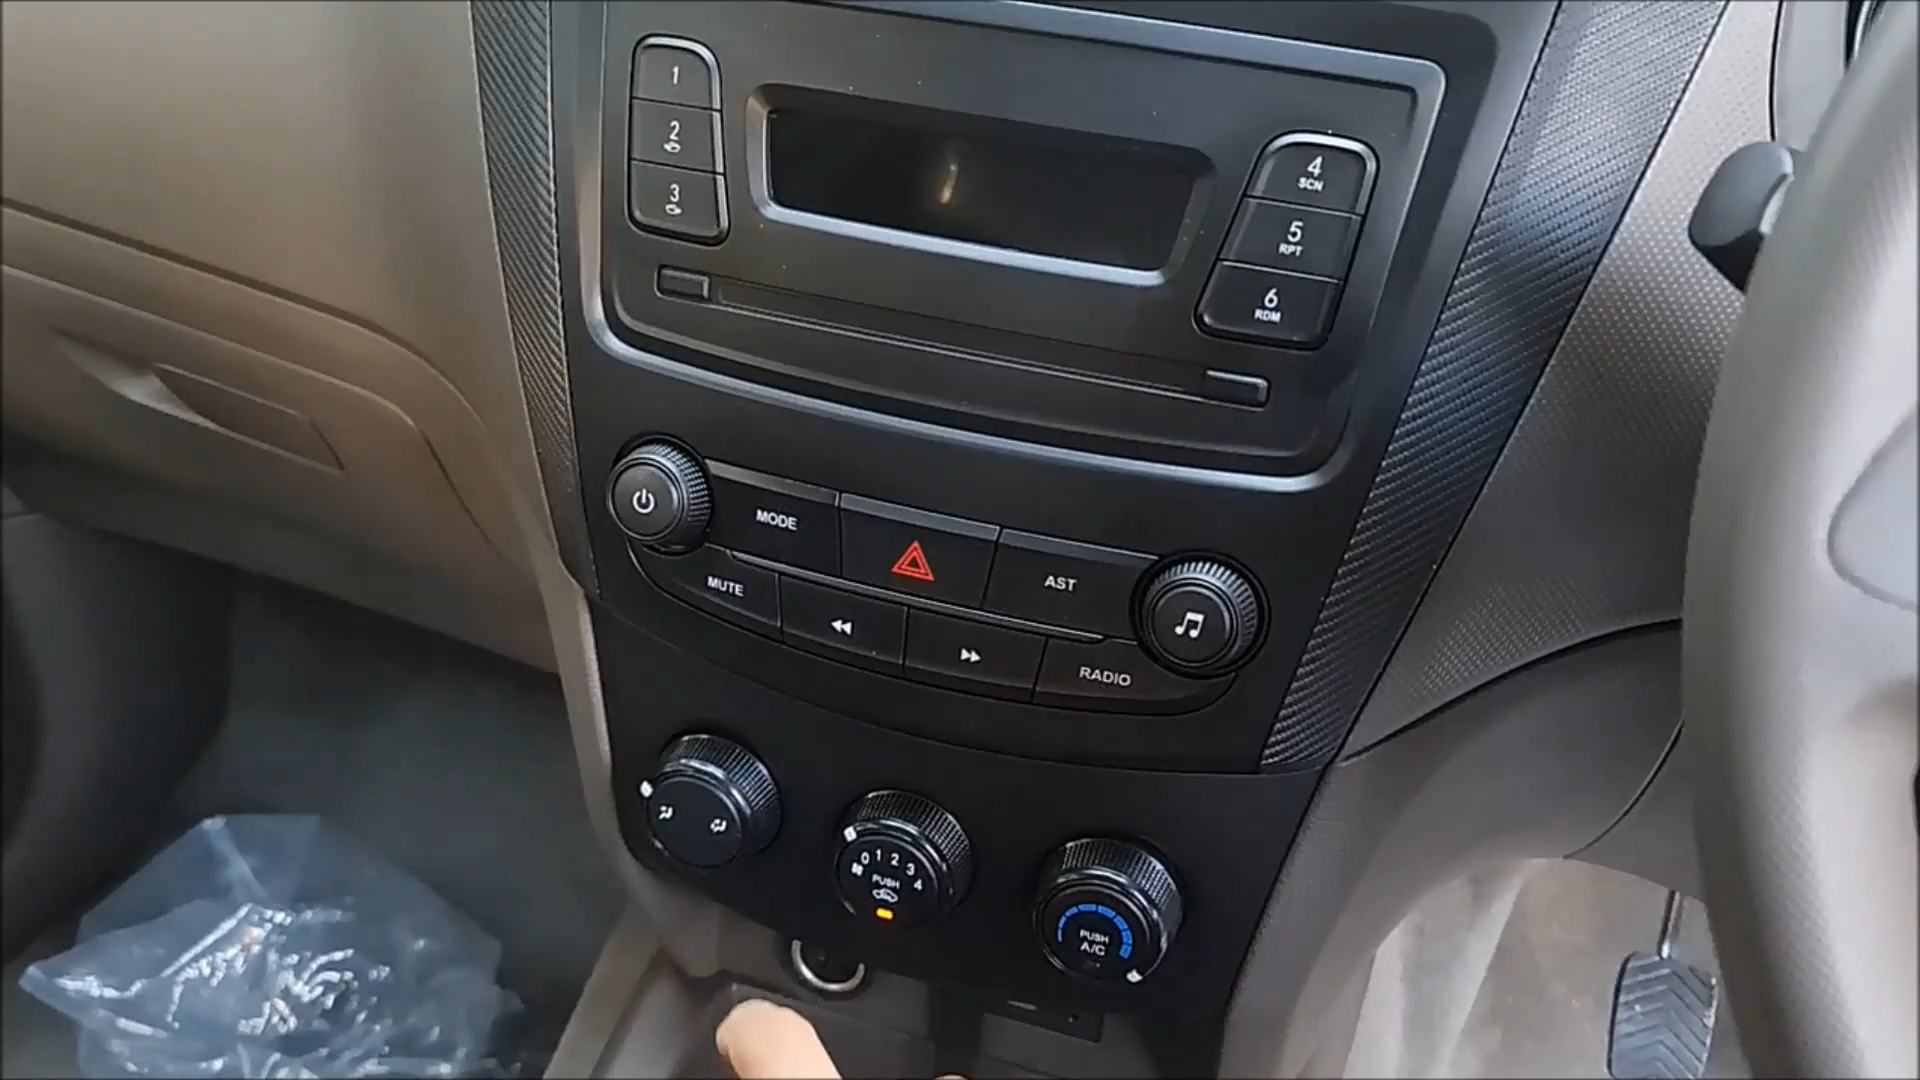 1
2
3
4
SCN
5
RPT
6
RDM
MODE
AST
MUTE
RADIO
0 1 2 3 4
PUSH
PUSH
A/C